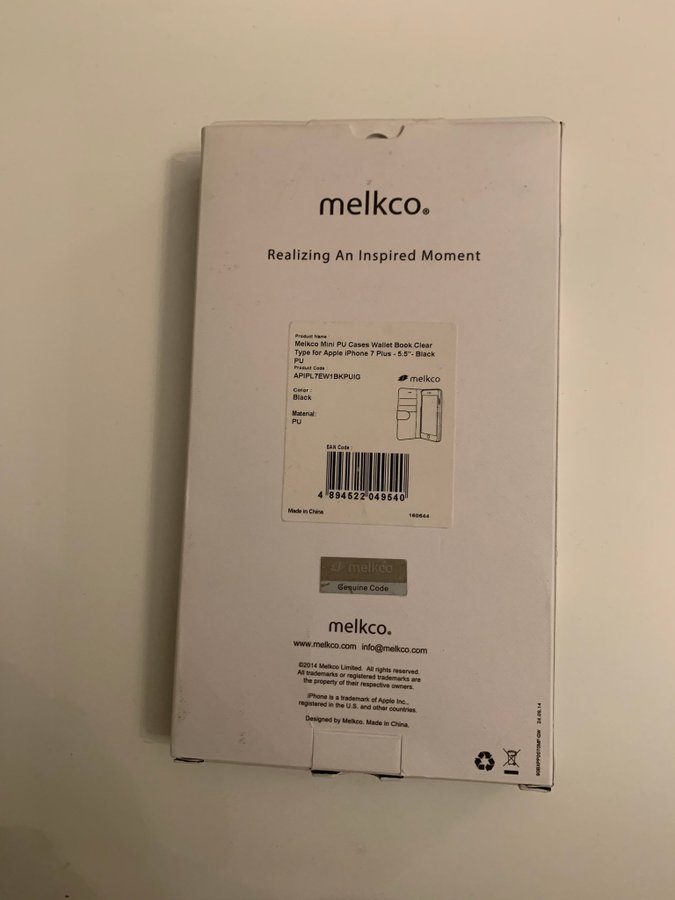 melkco®
Realizing An Inspired Moment
Product Name :
Melkco Mini PU Cases Wallet Book Clear
Type for Apple iPhone 7 Plus - 5.5"- Black
PU
Product Code :
APIPL7EW1BKPUIG
melkco
Color :
Black
Material:
PU
EAN Code :
4 894522 049540
Made in China
160644
melkco
Genuine Code
melkco®
www.melkco.com info@melkco.com
©2014 Melkco Limited. All rights reserved.
All trademarks or registered trademarks are
the property of their respective owners.
iPhone is a trademark of Apple Inc.,
registered in the U.S. and other countries.
Designed by Melkco. Made in China.
24.09.14